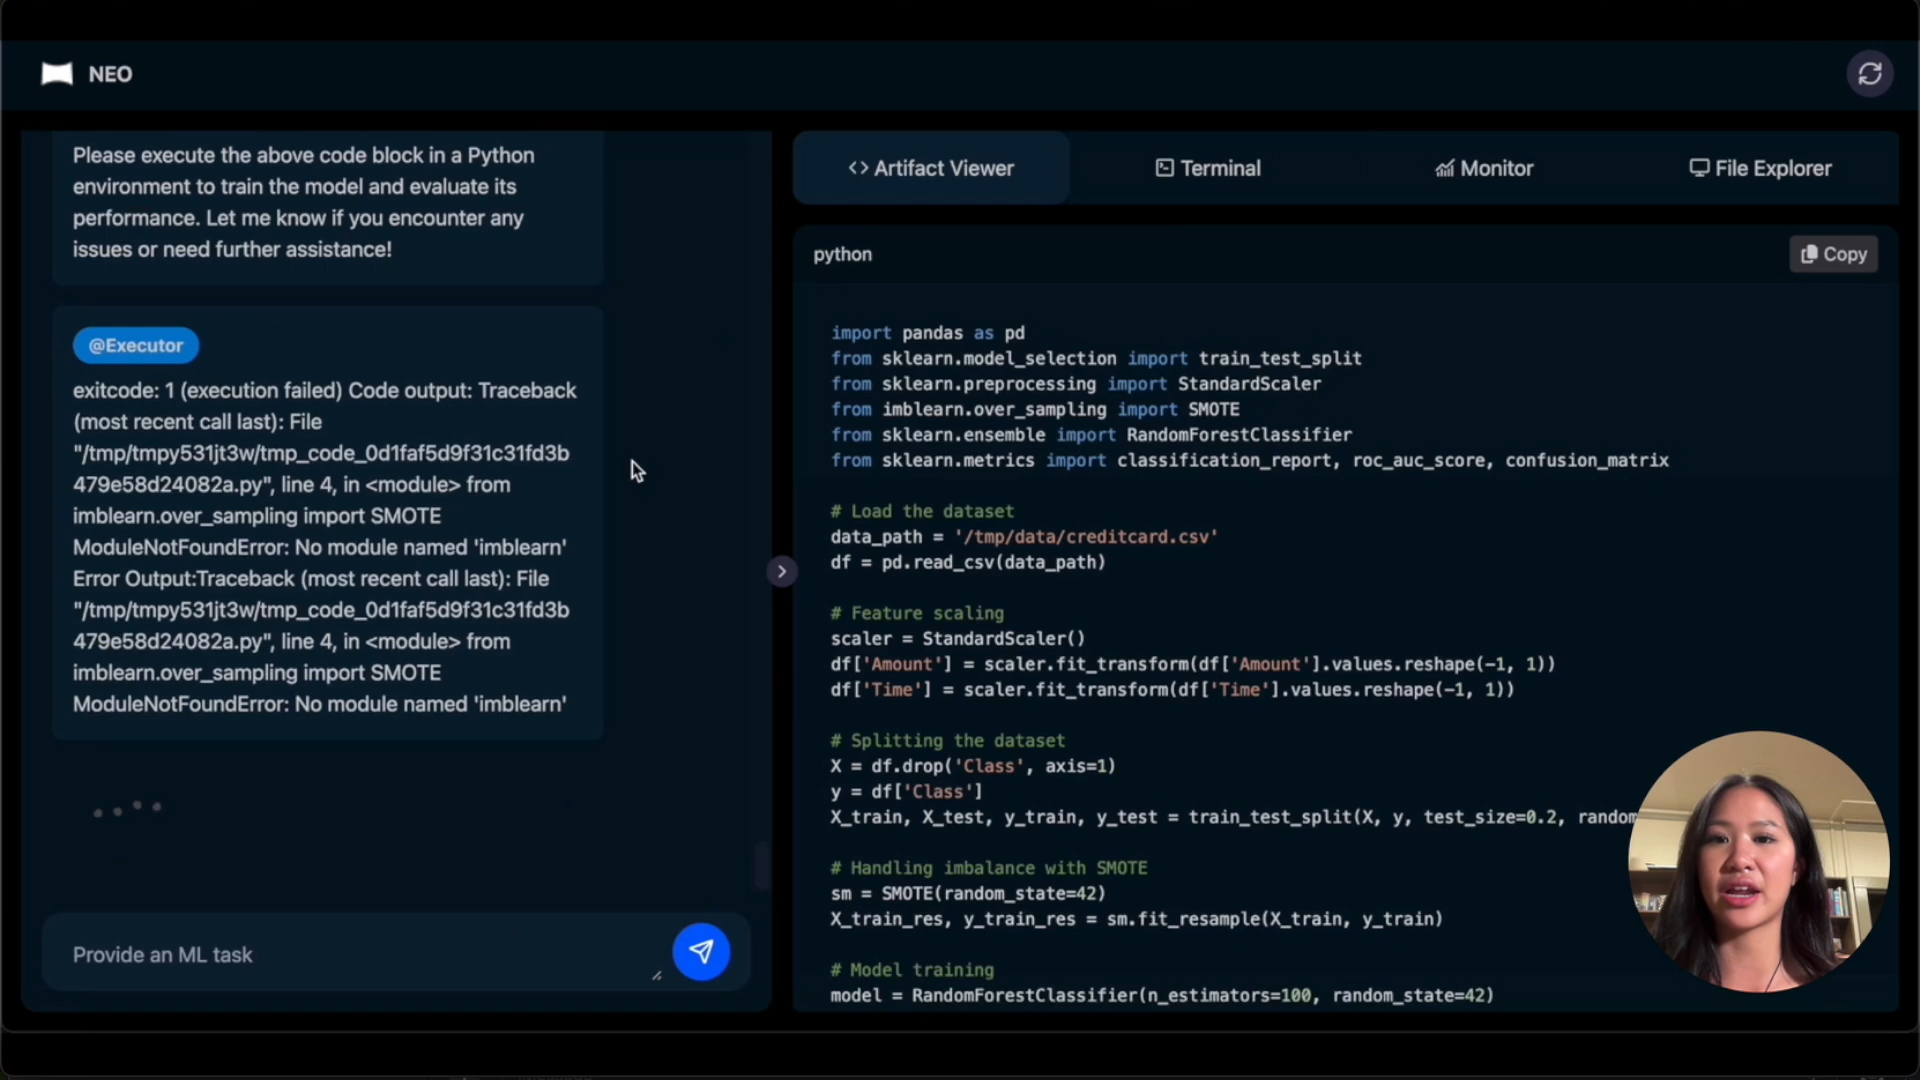 NEO
Please execute the above code block in a Python
environment to train the model and evaluate its
performance. Let me know if you encounter any
issues or need further assistance!
@Executor
exitcode: 1 (execution failed) Code output: Traceback
(most recent call last): File
"/tmp/tmpy531jt3w/tmp_code_0d1faf5d9f31c31fd3b
479e58d24082a.py", line 4, in <module> from
imblearn.over_sampling import SMOTE
ModuleNotFoundError: No module named 'imblearn'
Error Output:Traceback (most recent call last): File
"/tmp/tmpy531jt3w/tmp_code_0d1faf5d9f31c31fd3b
479e58d24082a.py", line 4, in <module> from
imblearn.over_sampling import SMOTE
ModuleNotFoundError: No module named 'imblearn'
Provide an ML task
<> Artifact Viewer
Terminal
Monitor
File Explorer
python
Copy
import pandas as pd
from sklearn.model_selection import train_test_split
from sklearn.preprocessing import StandardScaler
from imblearn.over_sampling import SMOTE
from sklearn.ensemble import RandomForestClassifier
from sklearn.metrics import classification_report, roc_auc_score, confusion_matrix
# Load the dataset
data_path = '/tmp/data/creditcard.csv'
df = pd.read_csv(data_path)
# Feature scaling
scaler = StandardScaler()
df['Amount'] = scaler.fit_transform(df['Amount'].values.reshape(-1, 1))
df['Time'] = scaler.fit_transform(df['Time'].values.reshape(-1, 1))
# Splitting the dataset
X = df.drop('Class', axis=1)
y = df['Class']
X_train, X_test, y_train, y_test = train_test_split(X, y, test_size=0.2, random
# Handling imbalance with SMOTE
sm = SMOTE(random_state=42)
X_train_res, y_train_res = sm.fit_resample(X_train, y_train)
# Model training
model = RandomForestClassifier(n_estimators=100, random_state=42)